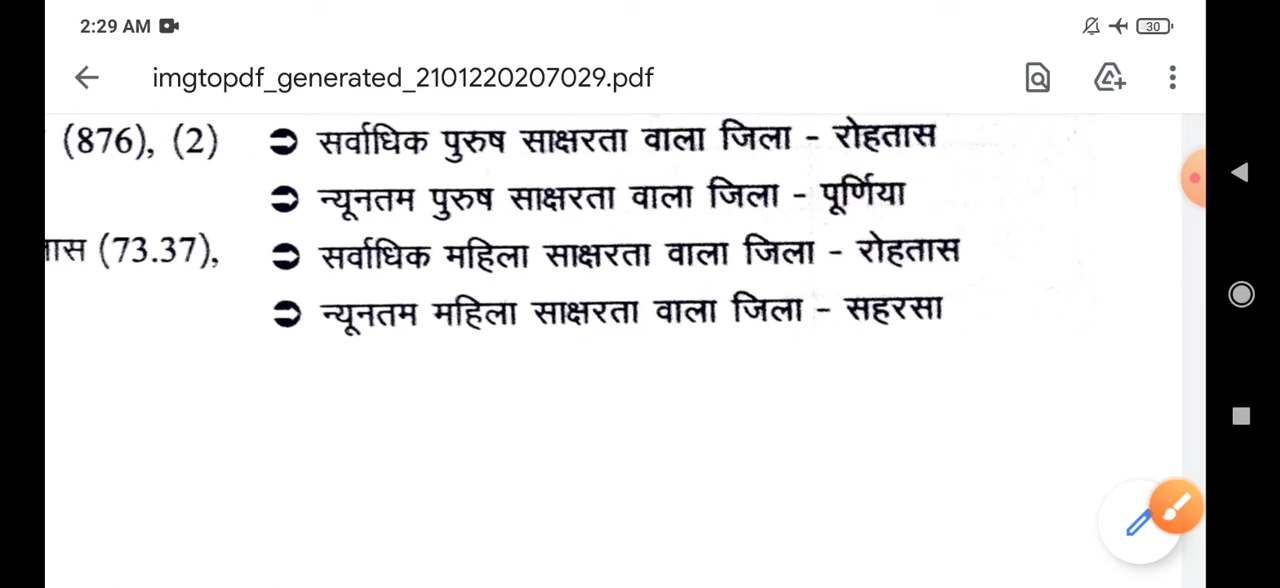 2:29 AM
30
imgtopdf_generated_2101220207029.pdf
(876), (2) ➲ सर्वाधिक पुरुष साक्षरता वाला जिला - रोहतास
➲ न्यूनतम पुरुष साक्षरता वाला जिला - पूर्णिया
तास (73.37), ➲ सर्वाधिक महिला साक्षरता वाला जिला - रोहतास
➲ न्यूनतम महिला साक्षरता वाला जिला - सहरसा